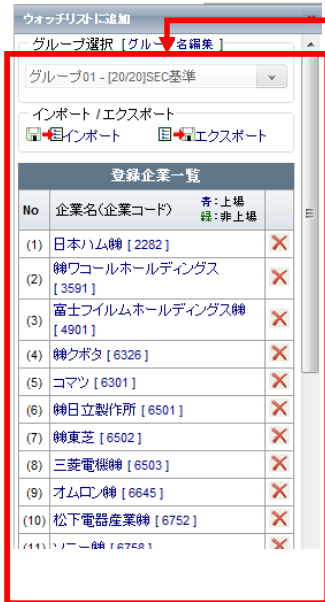 ウォッチリストに追加
グループ選択 [グループ名編集 ]
グループ01 - [20/20]SEC基準
インポート / エクスポート
インポート エクスポート
登録企業一覧
No 企業名(企業コード) 青:上場
緑:非上場
(1) 日本ハム㈱ [ 2282 ]
(2) ㈱ワコールホールディングス
[ 3591 ]
(3) 富士フイルムホールディングス㈱
[ 4901 ]
(4) ㈱クボタ [ 6326 ]
(5) コマツ [ 6301 ]
(6) ㈱日立製作所 [ 6501 ]
(7) ㈱東芝 [ 6502 ]
(8) 三菱電機㈱ [ 6503 ]
(9) オムロン㈱ [ 6645 ]
(10) 松下電器産業㈱ [ 6752 ]
(11) ソニー㈱ [ 6758 ]